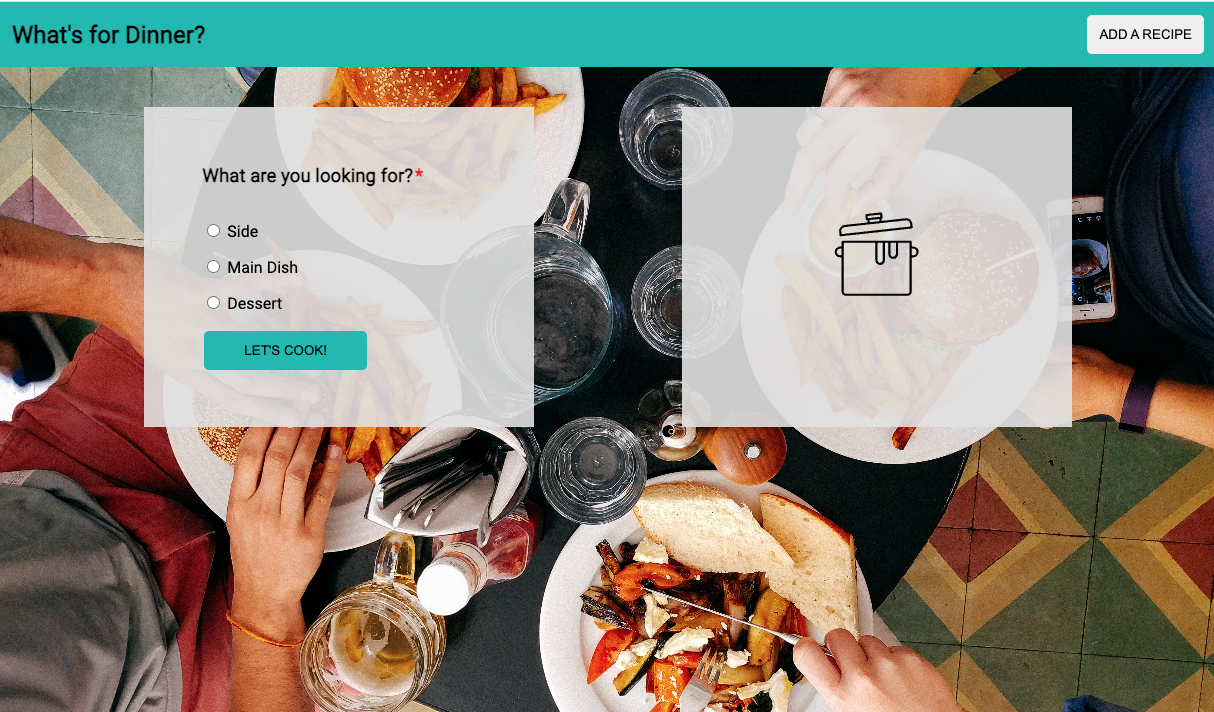 What's for Dinner?
ADD A RECIPE
What are you looking for?*
Side
Main Dish
Dessert
LET'S COOK!